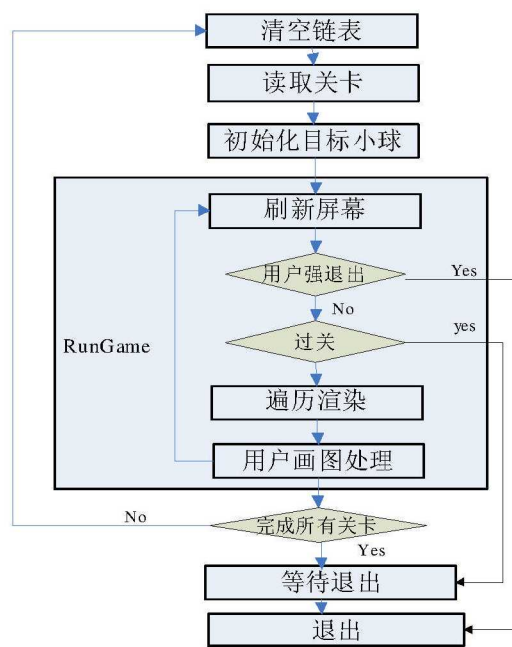 清空链表
读取关卡
初始化目标小球
刷新屏幕
用户强退出
Yes
No
yes
过关
RunGame
遍历渲染
用户画图处理
No
完成所有关卡
Yes
等待退出
退出